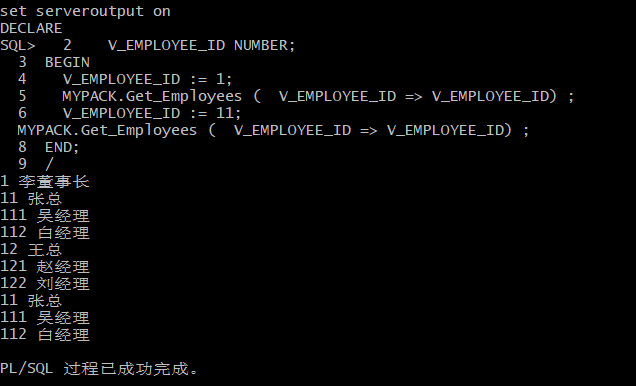 set serveroutput on
DECLARE
SQL>   2    V_EMPLOYEE_ID NUMBER;
  3  BEGIN
  4    V_EMPLOYEE_ID := 1;
  5    MYPACK.Get_Employees (  V_EMPLOYEE_ID => V_EMPLOYEE_ID) ;
  6    V_EMPLOYEE_ID := 11;
  MYPACK.Get_Employees (  V_EMPLOYEE_ID => V_EMPLOYEE_ID) ;
  8  END;
  9  /
1 李董事长
11 张总
111 吴经理
112 白经理
12 王总
121 赵经理
122 刘经理
11 张总
111 吴经理
112 白经理
PL/SQL 过程已成功完成。